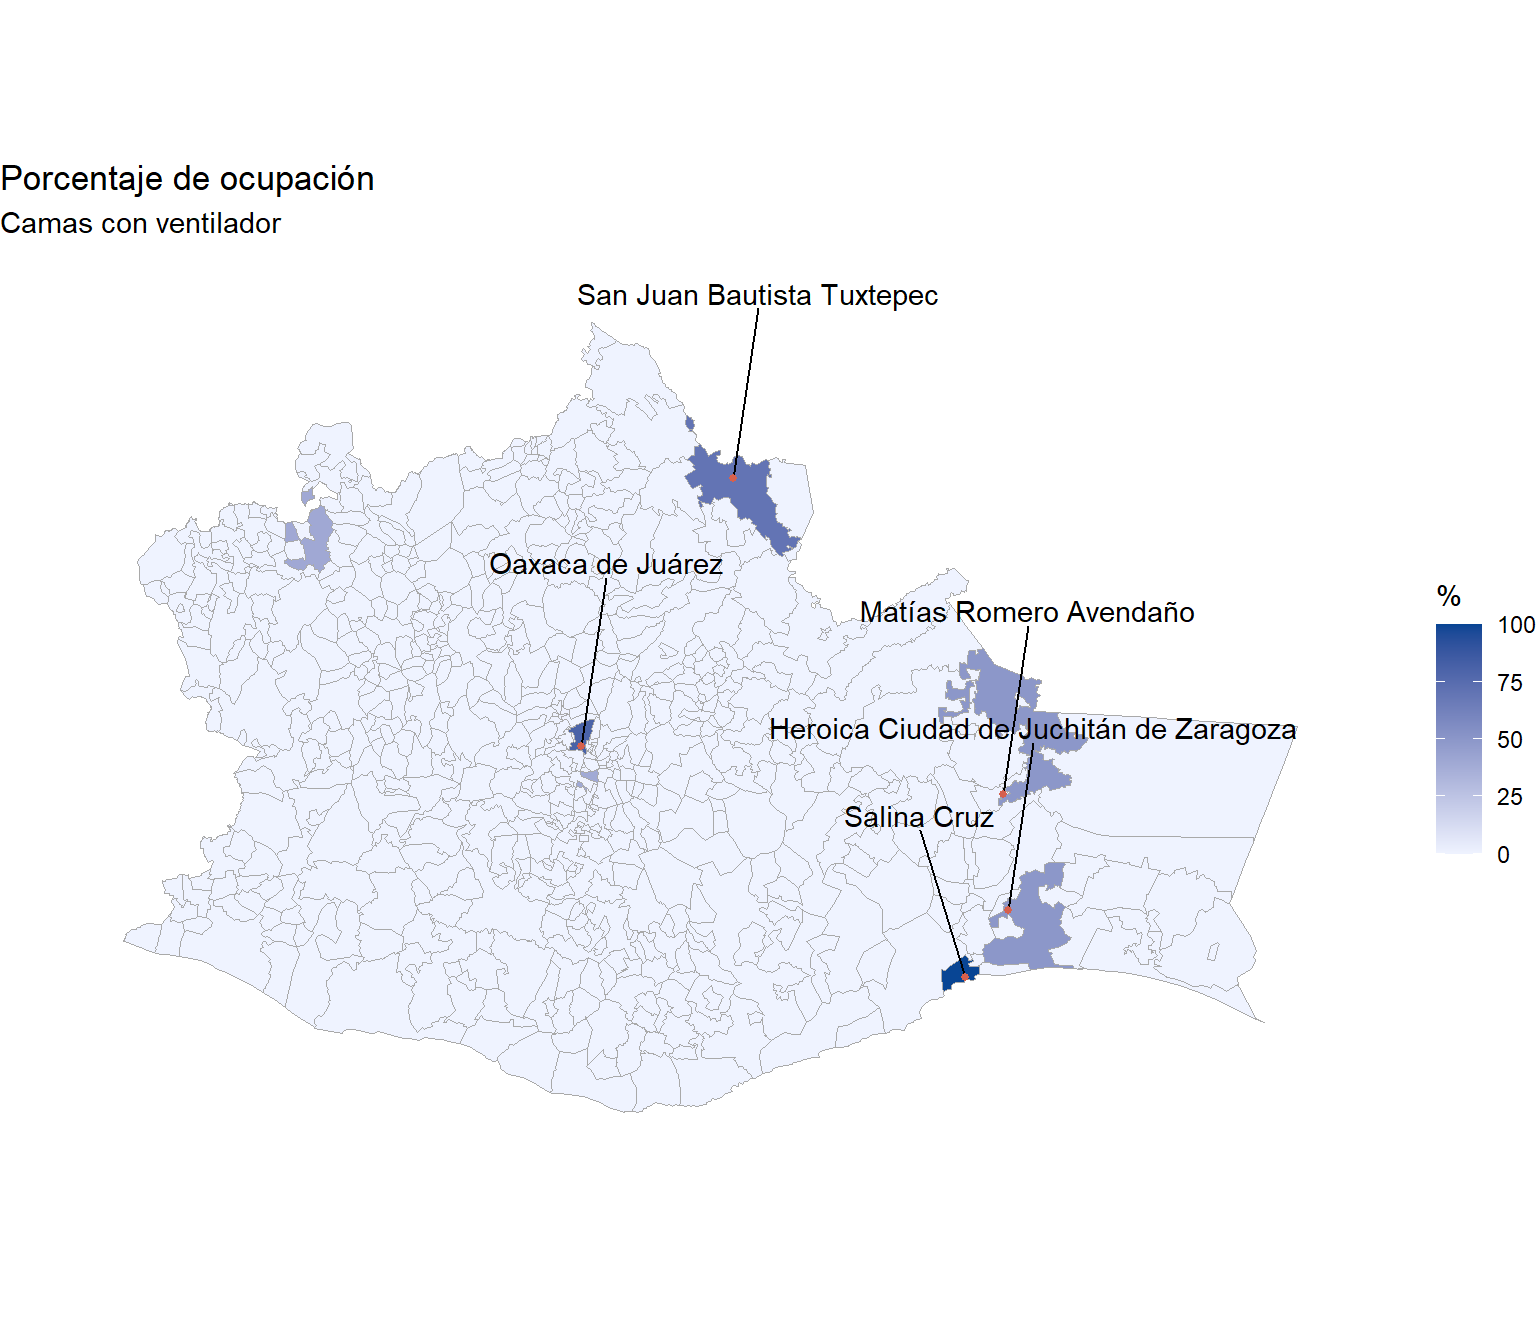 Porcentaje de ocupación
Camas con ventilador
San Juan Bautista Tuxtepec
Oaxaca de Juárez
Matías Romero Avendaño
Heroica Ciudad de Juchitán de Zaragoza
Salina Cruz
%
100
75
50
25
0